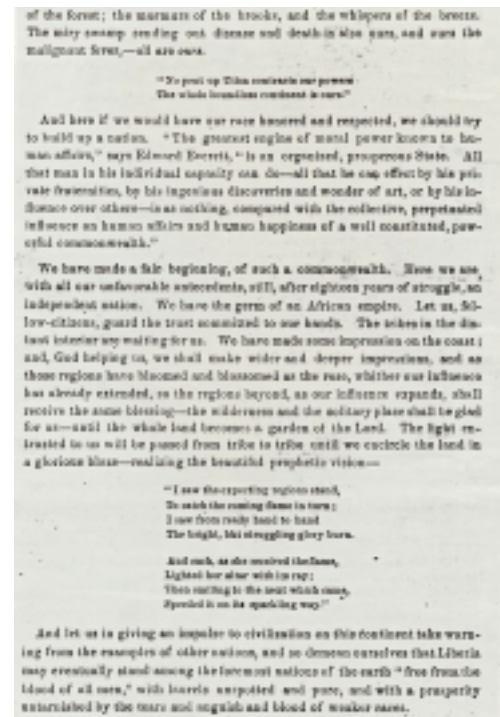 of the forest; the murmurs of the brooks, and the whispers of the breeze.
The miry swamp sending out disease and death is also ours, and ours the
malignant fever,—all are ours.
"No pent up Utica contracts our powers
The whole boundless continent is ours."
And here if we would have our race honored and respected, we should try
to build up a nation. "The greatest engine of moral power known to hu-
man affairs," says Edward Everett, "is an organized, prosperous State. All
that man in his individual capacity can do—all that he can effect by his pri-
vate fraternities, by his ingenious discoveries and wonder of art, or by his in-
fluence over others—is as nothing, compared with the collective, perpetuated
influence on human affairs and human happiness of a well constituted, pow-
erful commonwealth."
We have made a fair beginning, of such a commonwealth. Here we are,
with all our unfavorable antecedents, still, after eighteen years of struggle, an
independent nation. We have the germ of an African empire. Let us, fel-
low-citizens, guard the trust committed to our hands. The tribes in the dis-
tant interior are waiting for us. We have made some impression on the coast;
and, God helping us, we shall make wider and deeper impressions, and as
those regions have bloomed and blossomed as the rose, whither our influence
has already extended, so the regions beyond, as our influence expands, shall
receive the same blessing—the wilderness and the solitary place shall be glad
for us—until the whole land becomes a garden of the Lord. The light en-
trusted to us will be passed from tribe to tribe until we encircle the land in
a glorious blaze—realizing the beautiful prophetic vision—
"I saw the expecting regions stand,
To catch the coming flame in turn;
I saw from ready hand to hand
The bright, but struggling glory burn.
And each, as she received the flame,
Lighted her altar with its ray;
Then smiling to the next which came,
Speeded it on its sparkling way."
And let us in giving an impulse to civilization on this continent take warn-
ing from the examples of other nations, and so demean ourselves that Liberia
may eventually stand among the foremost nations of the earth "free from the
blood of all men," with laurels unspotted and pure, and with a prosperity
untarnished by the tears and anguish and blood of weaker races.